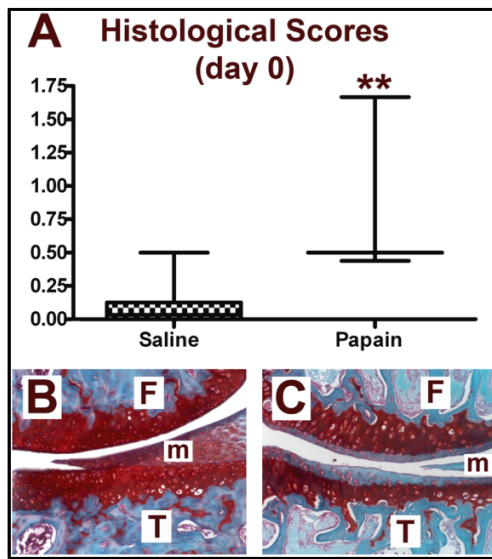 A
Histological Scores
(day 0)
**
1.75
1.50
1.25
1.00
0.75
0.50
0.25
0.00
Saline Papain
B F m T
C F m T